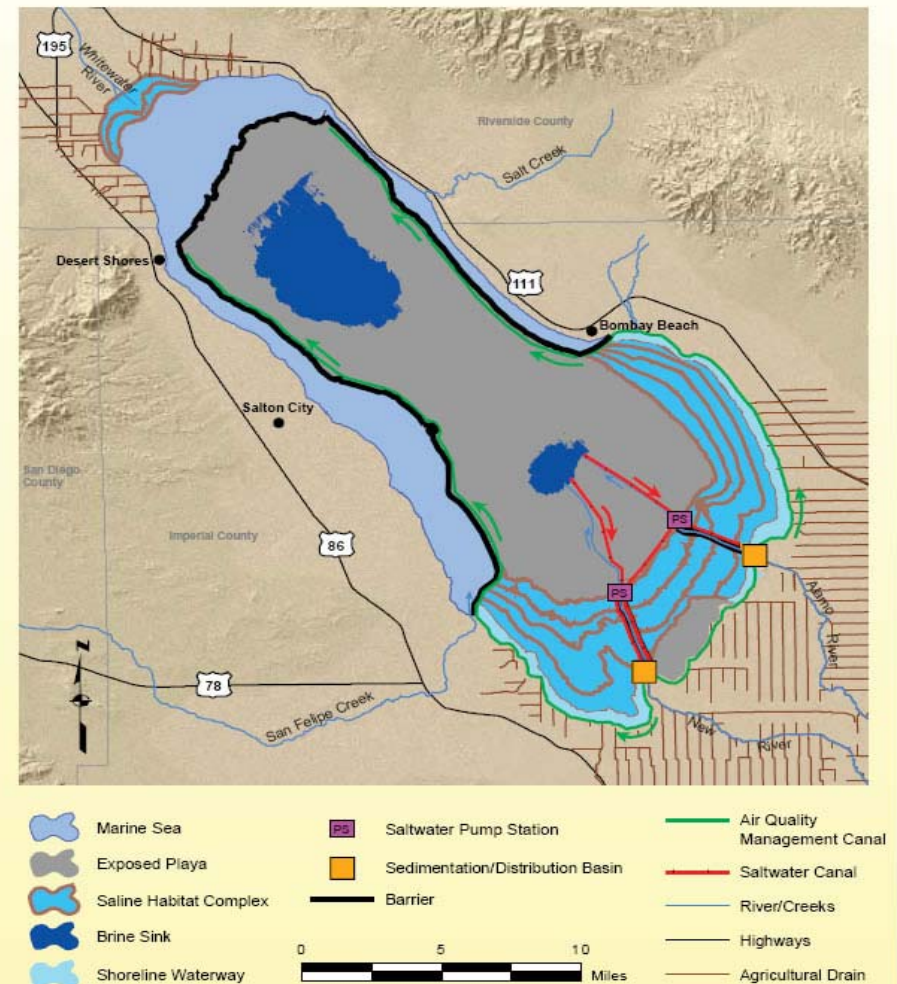 195
Whitewater
River
Riverside County
Salt Creek
Desert Shores
111
Bombay Beach
Salton City
San Diego
County
Imperial County
86
PS
PS
Alamo
River
N
78
San Felipe Creek
New
River
Marine Sea
Exposed Playa
Saline Habitat Complex
Brine Sink
Shoreline Waterway
PS
Saltwater Pump Station
Sedimentation/Distribution Basin
Barrier
0 5 10
Miles
Air Quality
Management Canal
Saltwater Canal
River/Creeks
Highways
Agricultural Drain